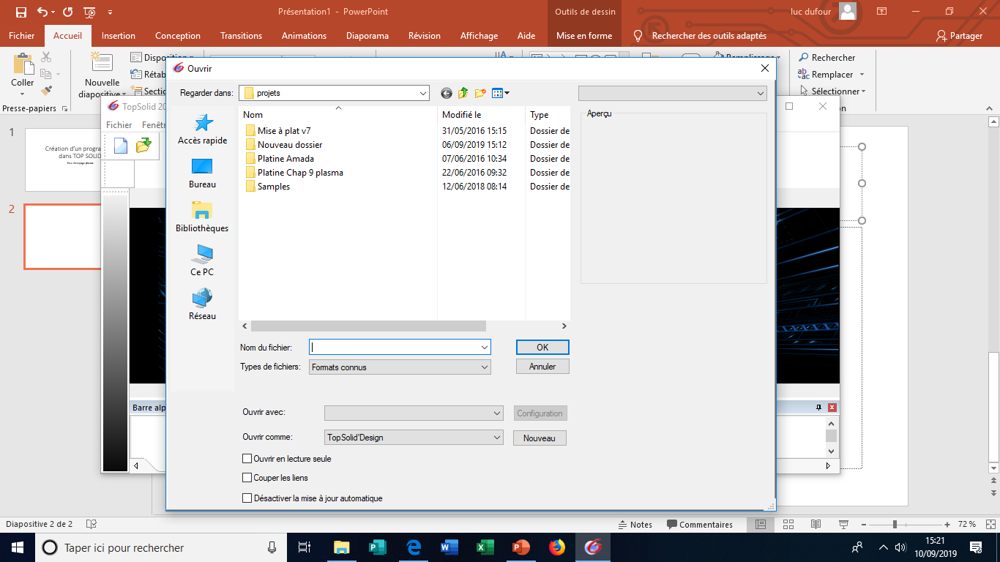 Présentation1 - PowerPoint
Outils de dessin
luc dufour
Fichier Accueil Insertion Conception Transitions Animations Diaporama Révision Affichage Aide Mise en forme Rechercher des outils adaptés Partager
Coller
Nouvelle
diapositive
Disposition
Rétab
Sectio
Presse-papiers
Remplissage
Rechercher
Remplacer
Sélectionner
TopSolid 20
Fichier Fenêt
1
Création d'un progra
dans TOP SOLID
2
Ouvrir
Regarder dans: projets
Accès rapide
Bureau
Bibliothèques
Ce PC
Réseau
Nom Modifié le Type
Mise à plat v7 31/05/2016 15:15 Dossier de
Nouveau dossier 06/09/2019 15:12 Dossier de
Platine Amada 07/06/2016 10:34 Dossier de
Platine Chap 9 plasma 22/06/2016 09:32 Dossier de
Samples 12/06/2018 08:14 Dossier de
Aperçu
Nom du fichier: OK
Types de fichiers: Formats connus Annuler
Ouvrir avec: Configuration
Ouvrir comme: TopSolid'Design Nouveau
Ouvrir en lecture seule
Couper les liens
Désactiver la mise à jour automatique
Barre alp
Diapositive 2 de 2 Notes Commentaires 72 %
Taper ici pour rechercher
15:21
10/09/2019